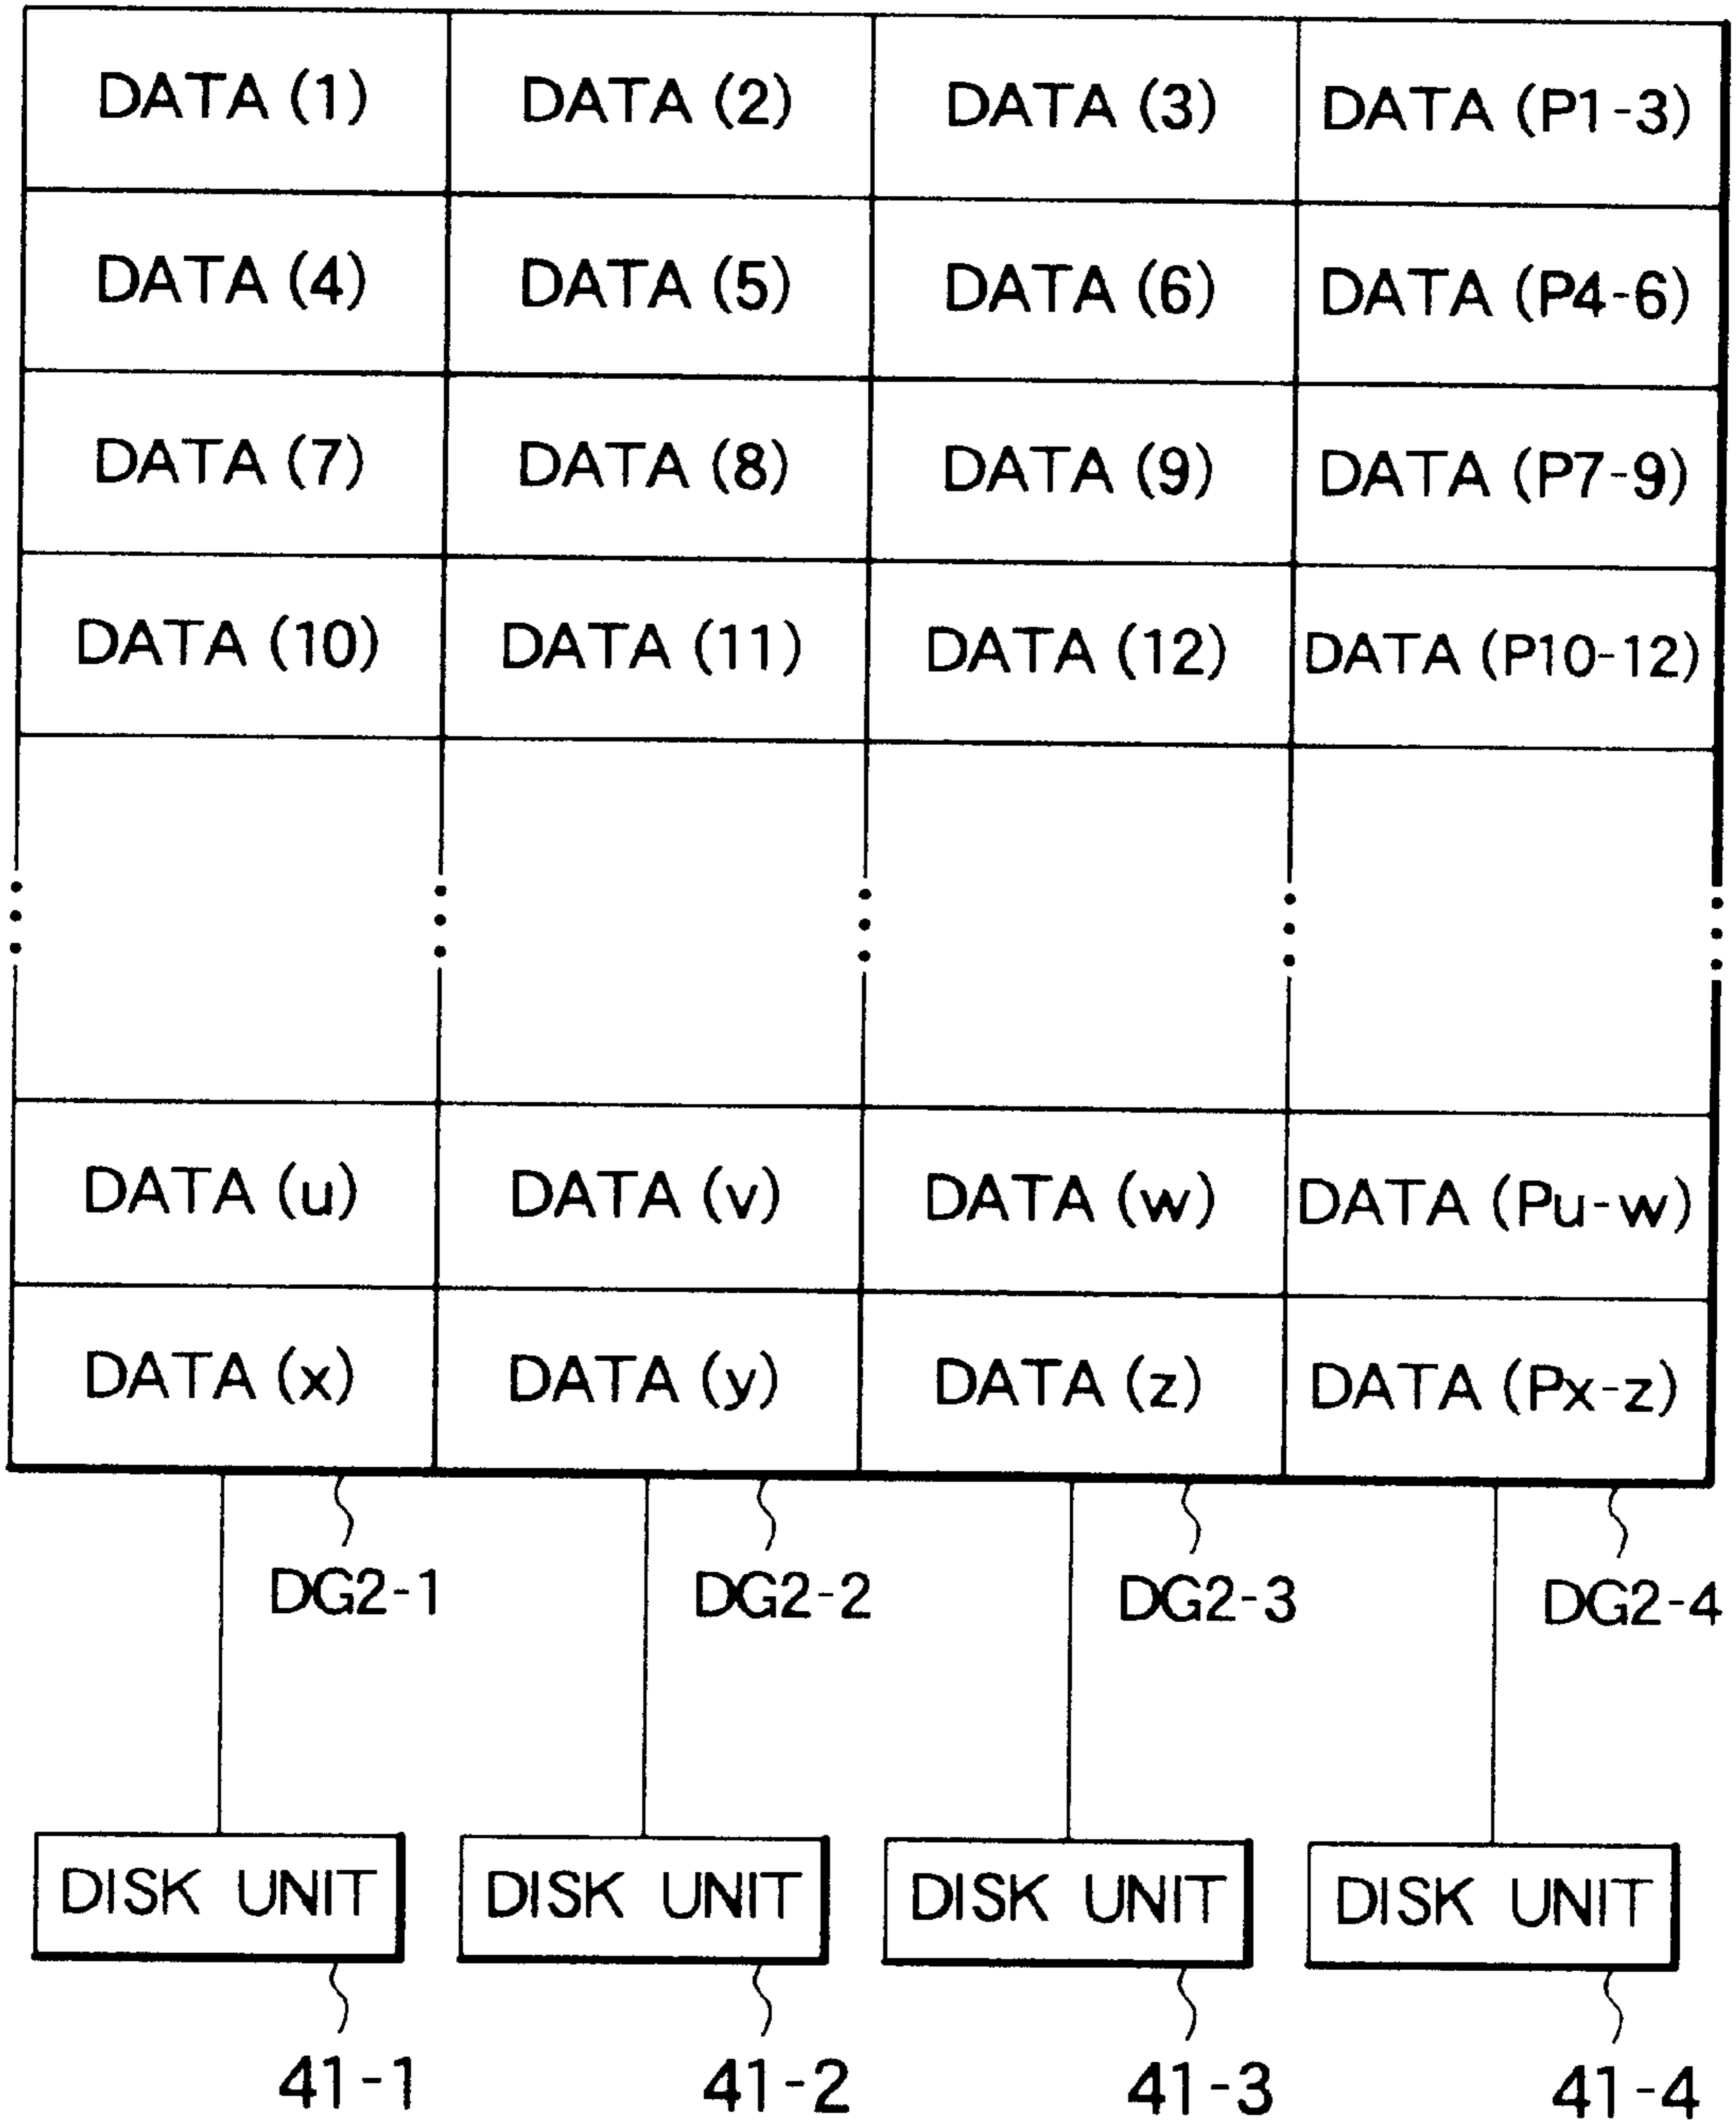 DATA (1) DATA (2) DATA (3) DATA (P1-3)
DATA (4) DATA (5) DATA (6) DATA (P4-6)
DATA (7) DATA (8) DATA (9) DATA (P7-9)
DATA (10) DATA (11) DATA (12) DATA (P10-12)
DATA (u) DATA (v) DATA (w) DATA (Pu-w)
DATA (x) DATA (y) DATA (z) DATA (Px-z)
DG2-1 DG2-2 DG2-3 DG2-4
DISK UNIT DISK UNIT DISK UNIT DISK UNIT
41-1 41-2 41-3 41-4